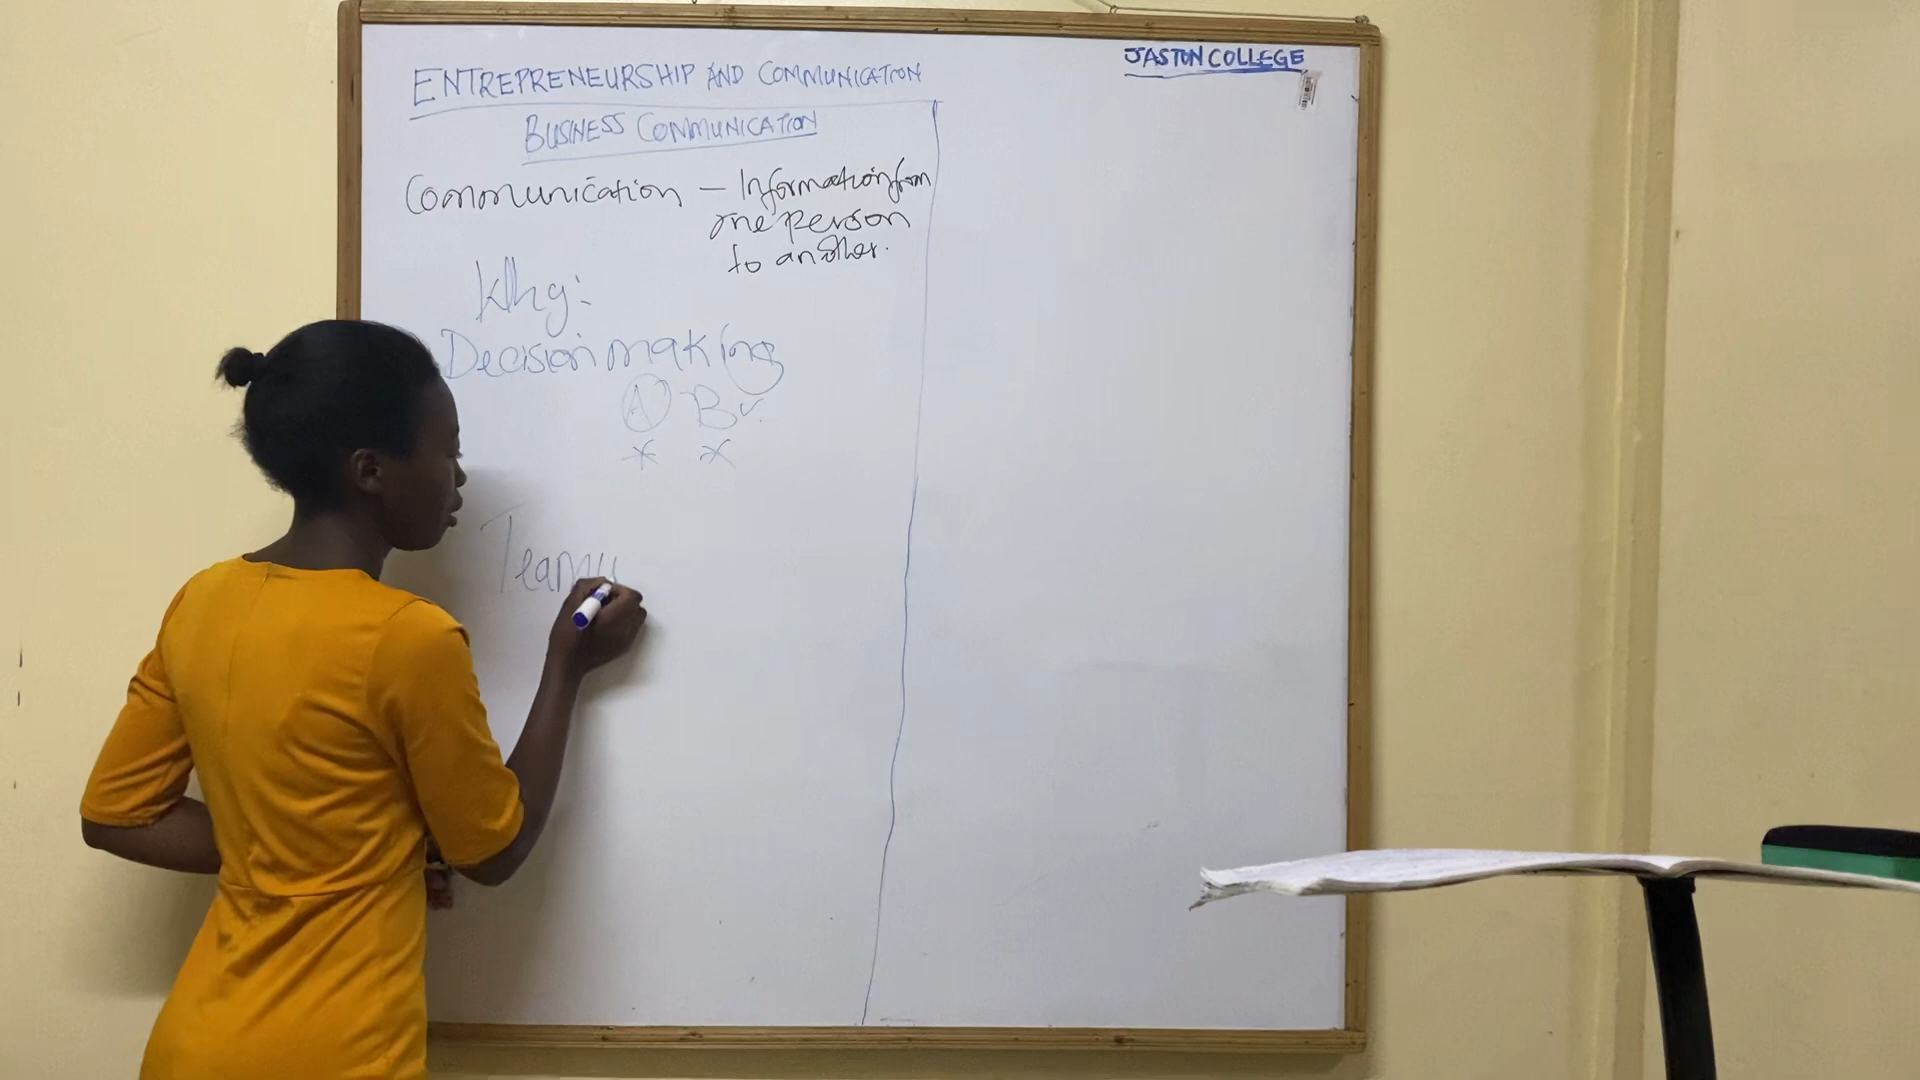 JASTON COLLEGE
ENTREPRENEURSHIP AND COMMUNICATION
BUSINESS COMMUNICATION
Communication — Information from
one person
to another.
Why:
Decision making
A B
Team